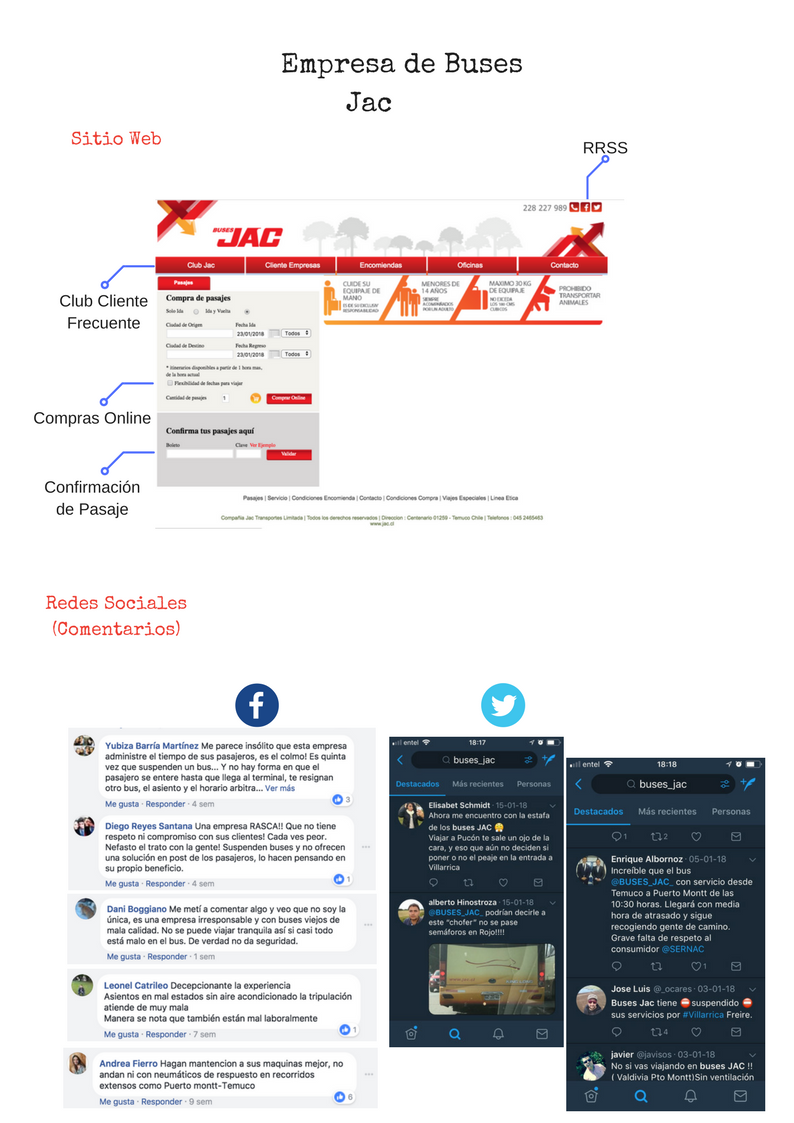 Empresa de Buses
Jac
Sitio Web
RRSS
228 227 989
BUSES
JAC
Club Jac
Cliente Empresas
Encomiendas
Oficinas
Contacto
Club Cliente
Frecuente
Pasajes
Compra de pasajes
Solo Ida
Ida y Vuelta
Ciudad de Origen
Fecha Ida
23/01/2018
Todos
Ciudad de Destino
Fecha Regreso
23/01/2018
Todos
* itinerarios disponibles a partir de 1 hora mas,
de la hora actual
Flexibilidad de fechas para viajar
Cantidad de pasajes
1
Comprar Online
CUIDE SU
EQUIPAJE DE
MANO
ES DE SU EXCLUSIVA
RESPONSABILIDAD
MENORES DE
14 AÑOS
SIEMPRE
ACOMPAÑADOS
POR UN ADULTO
MAXIMO 30 KG
DE EQUIPAJE
NO EXCEDA
LOS 160 CMS
CUBICOS
PROHIBIDO
TRANSPORTAR
ANIMALES
Compras Online
Confirma tus pasajes aquí
Boleto
Clave Ver Ejemplo
Validar
Confirmación
de Pasaje
Pasajes | Servicio | Condiciones Encomienda | Contacto | Condiciones Compra | Viajes Especiales | Linea Etica
Compañía Jac Transportes Limitada | Todos los derechos reservados | Direccion : Centenario 01259 - Temuco Chile | Telefonos : 045 2465463
www.jac.cl
Redes Sociales
(Comentarios)
Yubiza Barría Martínez Me parece insólito que esta empresa
administre el tiempo de sus pasajeros, es el colmo! Es quinta
vez que suspenden un bus... Y no hay forma en que el
pasajero se entere hasta que llega al terminal, te resignan
otro bus, el asiento y el horario arbitra... Ver más
Me gusta · Responder · 4 sem
3
Diego Reyes Santana Una empresa RASCA!! Que no tiene
respeto ni compromiso con sus clientes! Cada ves peor.
Nefasto el trato con la gente! Suspenden buses y no ofrecen
una solución en post de los pasajeros, lo hacen pensando en
su propio beneficio.
Me gusta · Responder · 4 sem
1
Dani Boggiano Me metí a comentar algo y veo que no soy la
única, es una empresa irresponsable y con buses viejos de
mala calidad. No se puede viajar tranquila así si casi todo
está malo en el bus. De verdad no da seguridad.
Me gusta · Responder · 1 sem
Leonel Catrileo Decepcionante la experiencia
Asientos en mal estados sin aire acondicionado la tripulación
atiende de muy mala
Manera se nota que también están mal laboralmente
Me gusta · Responder · 7 sem
1
Andrea Fierro Hagan mantencion a sus maquinas mejor, no
andan ni con neumáticos de respuesto en recorridos
extensos como Puerto montt-Temuco
Me gusta · Responder · 9 sem
6
entel
18:17
buses_jac
Destacados
Más recientes
Personas
Elisabet Schmidt · 15-01-18
Ahora me encuentro con la estafa
de los buses JAC 😤
Viajar a Pucón te sale un ojo de la
cara, y eso que aún no deciden si
poner o no el peaje en la entrada a
Villarrica
alberto Hinostroza · 15-01-18
@BUSES_JAC_ podrían decirle a
este "chofer" no se pase
semáforos en Rojo!!!!
entel
18:18
buses_jac
Destacados
Más recientes
Personas
1
2
Enrique Albornoz · 05-01-18
Increíble que el bus
@BUSES_JAC_ con servicio desde
Temuco a Puerto Montt de las
10:30 horas. Llegará con media
hora de atrasado y sigue
recogiendo gente de camino.
Grave falta de respeto al
consumidor @SERNAC
1
Jose Luis @_ocares · 03-01-18
Buses Jac tiene ⛔suspendido ⛔
sus servicios por #Villarrica Freire.
4
javier @javisos · 03-01-18
No si vas viajando en buses JAC !!
( Valdivia Pto Montt)Sin ventilación